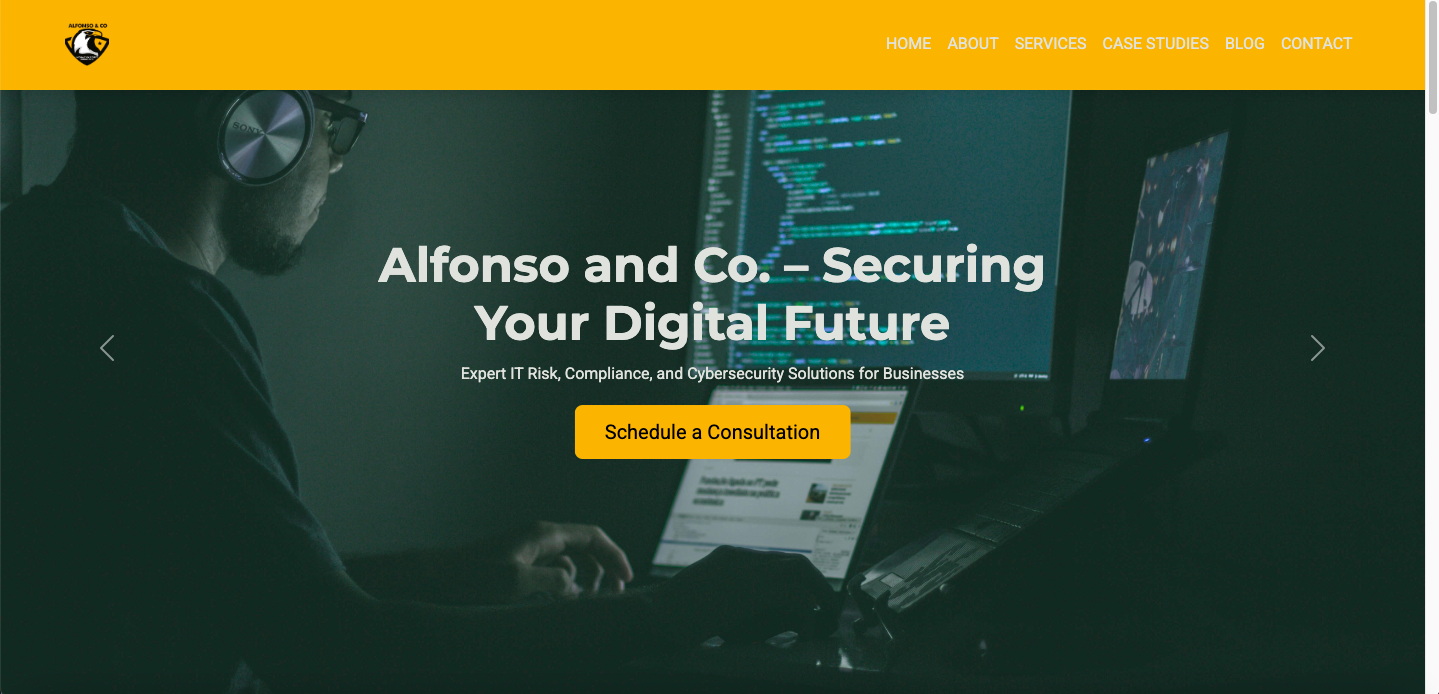 ALFONSO & CO
HOME ABOUT SERVICES CASE STUDIES BLOG CONTACT
SONY
Alfonso and Co. – Securing
Your Digital Future
Expert IT Risk, Compliance, and Cybersecurity Solutions for Businesses
Schedule a Consultation